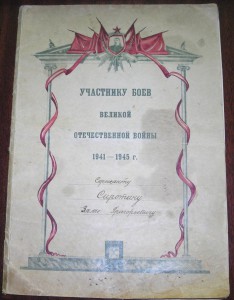 УЧАСТНИКУ БОЕВ
ВЕЛИКОЙ
ОТЕЧЕСТВЕННОЙ ВОЙНЫ
1941—1945 г.
Сержанту